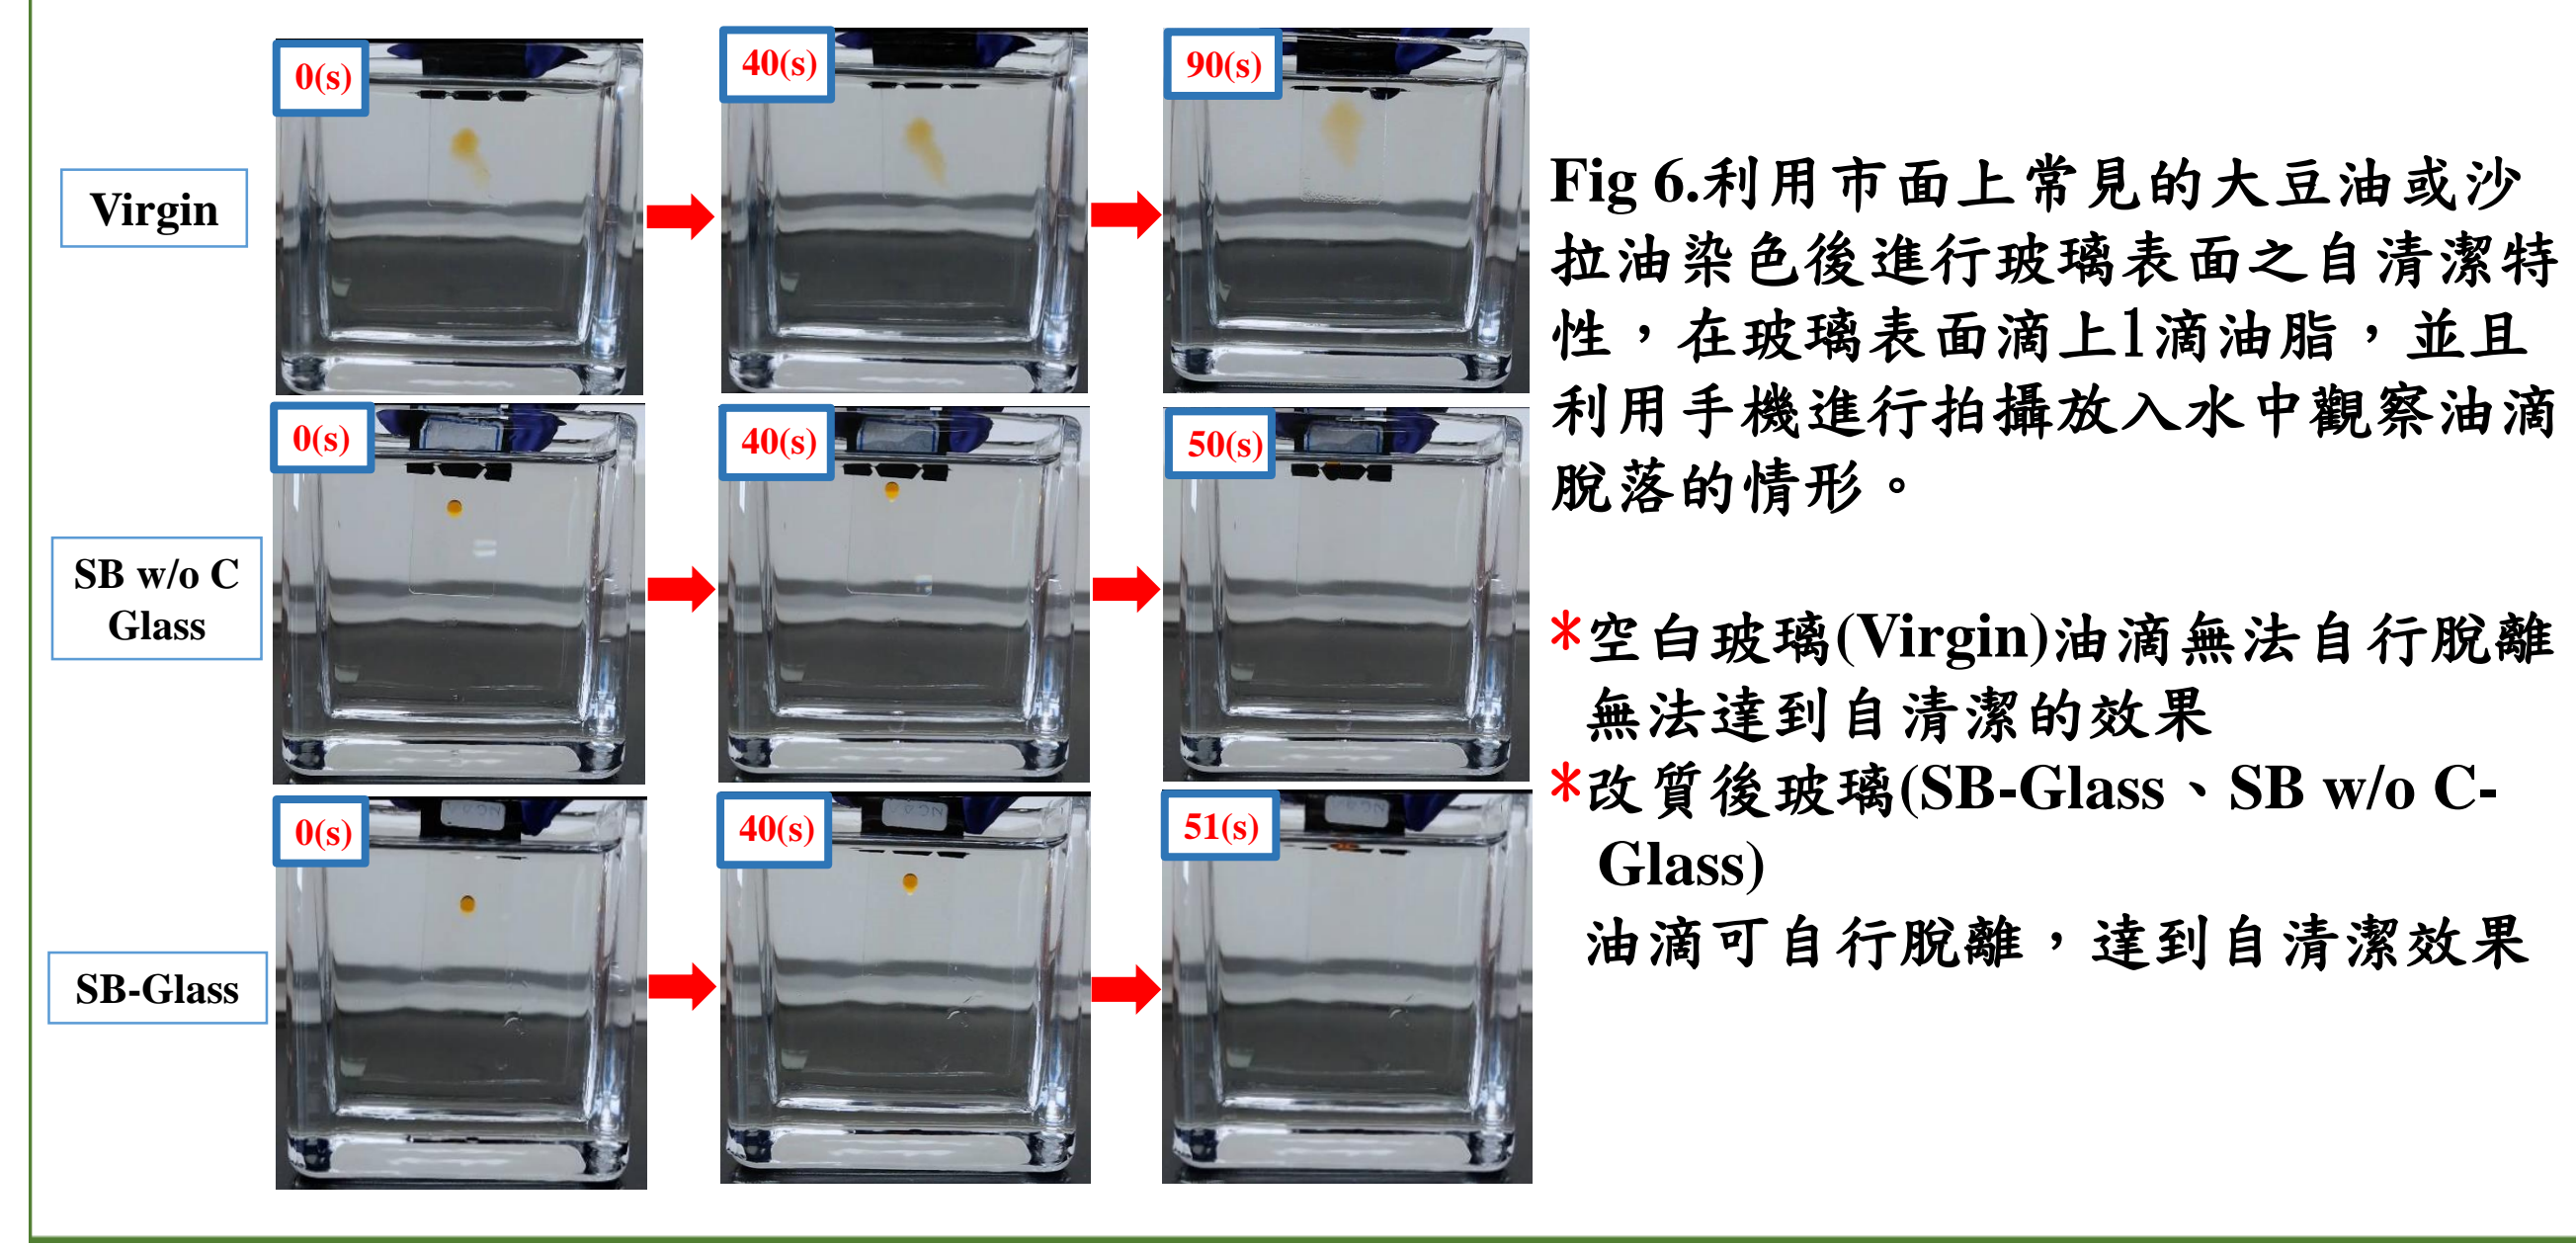 0(s)
40(s)
90(s)
Virgin
0(s)
40(s)
50(s)
SB w/o C
Glass
0(s)
40(s)
51(s)
SB-Glass
Fig 6.利用市面上常見的大豆油或沙
拉油染色後進行玻璃表面之自清潔特
性，在玻璃表面滴上1滴油脂，並且
利用手機進行拍攝放入水中觀察油滴
脫落的情形。
*空白玻璃(Virgin)油滴無法自行脫離
無法達到自清潔的效果
*改質後玻璃(SB-Glass、SB w/o C-
Glass)
油滴可自行脫離，達到自清潔效果